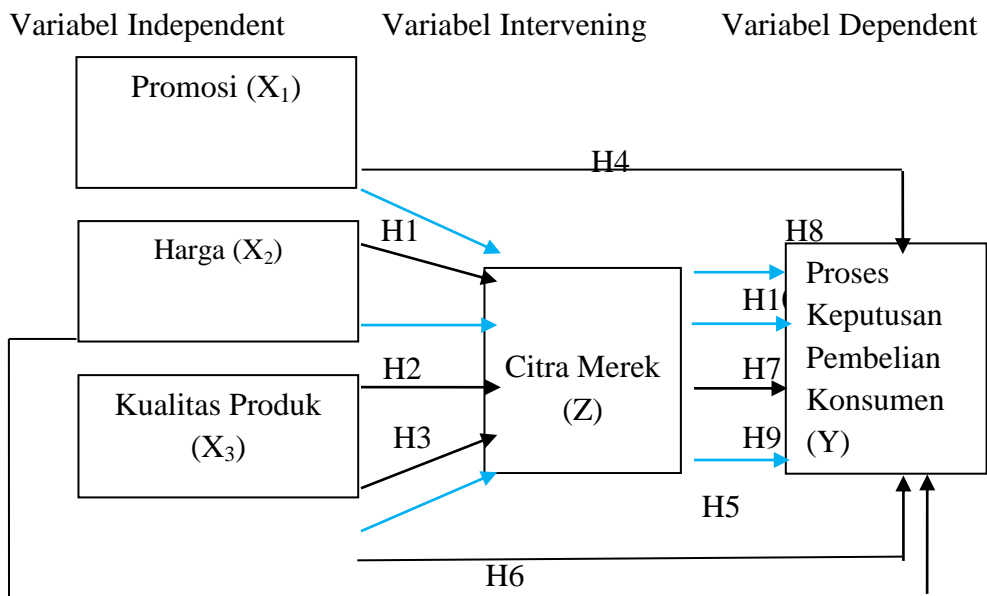 Variabel Independent
Variabel Intervening
Variabel Dependent
Promosi (X₁)
H4
Harga (X₂)
H1
H8
H2
Kualitas Produk
(X₃)
H3
Citra Merek
(Z)
H7
H9
Proses
Keputusan
Pembelian
Konsumen
(Y)
H5
H6